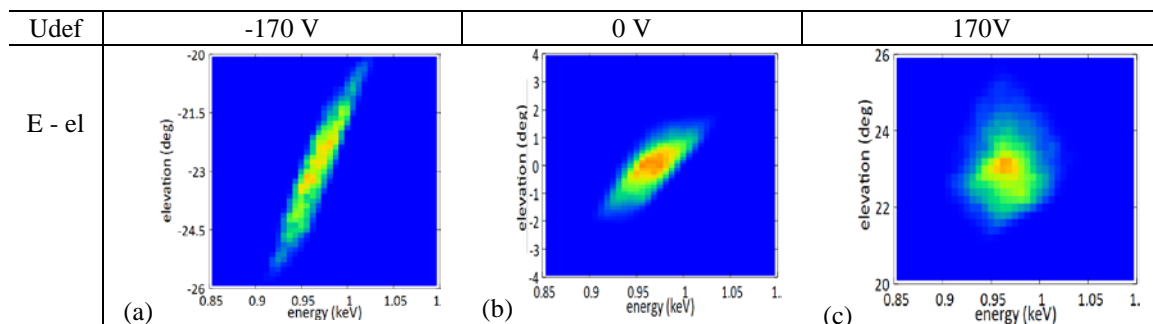 Udef -170 V 0 V 170V
E - el
-20
-21.5
-23
-24.5
-26
elevation (deg)
0.85 0.9 0.95 1 1.05 1.
energy (keV)
(a)
4
3
2
1
0
-1
-2
-3
-4
elevation (deg)
0.85 0.9 0.95 1 1.05 1.
energy (keV)
(b)
26
24
22
20
elevation (deg)
0.85 0.9 0.95 1 1.05 1.
energy (keV)
(c)